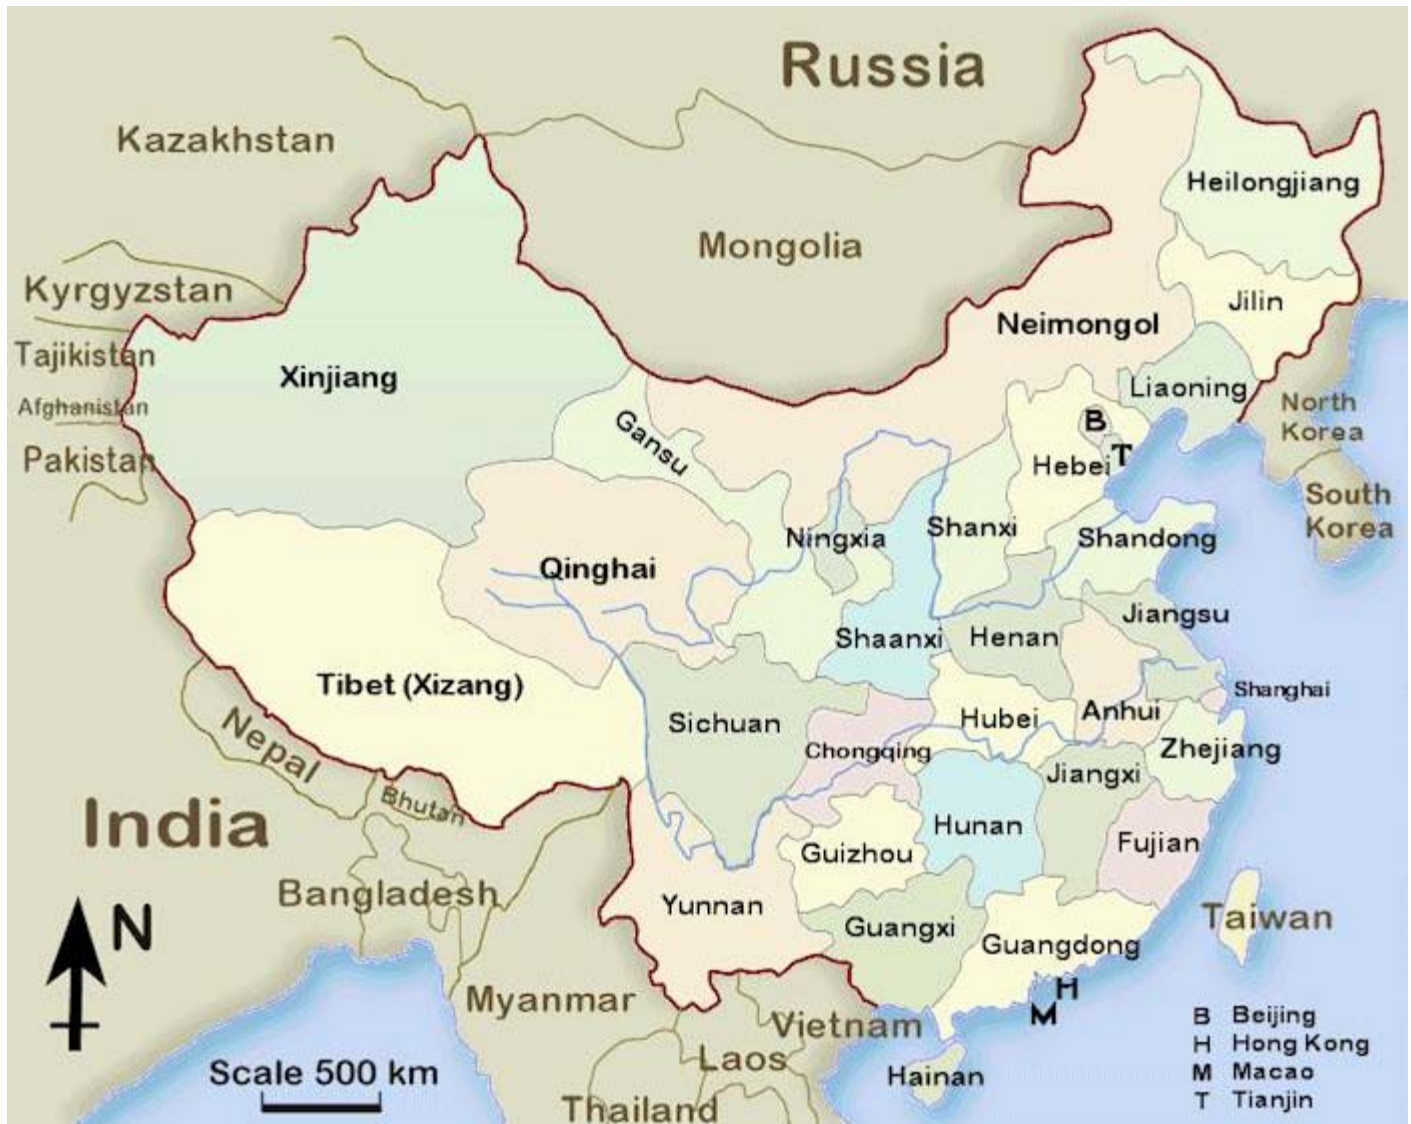 Russia
Kazakhstan
Heilongjiang
Mongolia
Kyrgyzstan
Jilin
Neimongol
Tajikistan
Xinjiang
Liaoning
Afghanistan
North
Korea
B
Gansu
Pakistan
Hebei
T
South
Korea
Ningxia
Shanxi
Shandong
Qinghai
Jiangsu
Shaanxi
Henan
Tibet (Xizang)
Shanghai
Sichuan
Hubei
Anhui
Nepal
Chongqing
Zhejiang
Jiangxi
Bhutan
India
Hunan
Guizhou
Fujian
Bangladesh
Yunnan
Taiwan
N
Guangxi
Guangdong
Myanmar
H
M
Vietnam
Laos
Scale 500 km
Hainan
Thailand
B Beijing
H Hong Kong
M Macao
T Tianjin